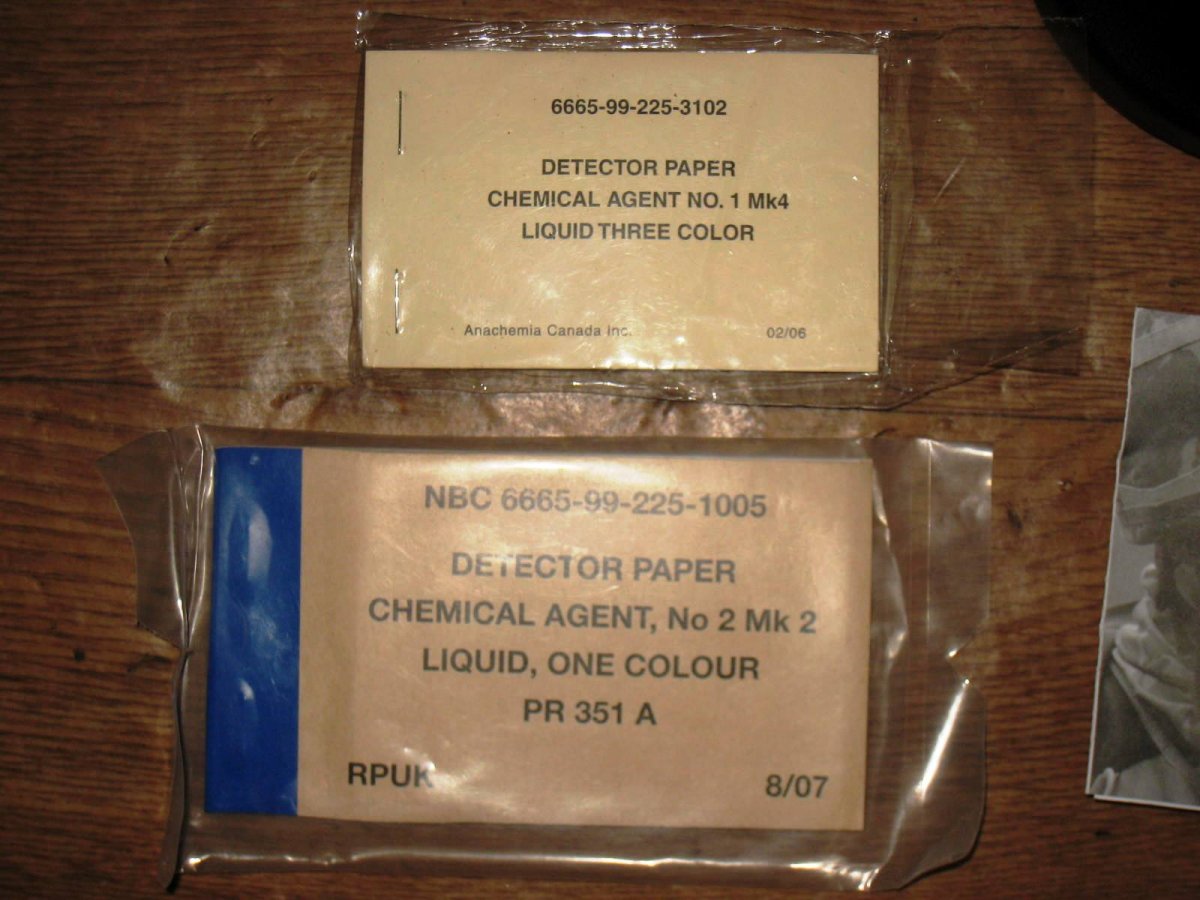 6665-99-225-3102
DETECTOR PAPER
CHEMICAL AGENT NO. 1 Mk4
LIQUID THREE COLOR
Anachemia Canada Inc. 02/06
NBC 6665-99-225-1005
DETECTOR PAPER
CHEMICAL AGENT, No 2 Mk 2
LIQUID, ONE COLOUR
PR 351 A
RPUK 8/07